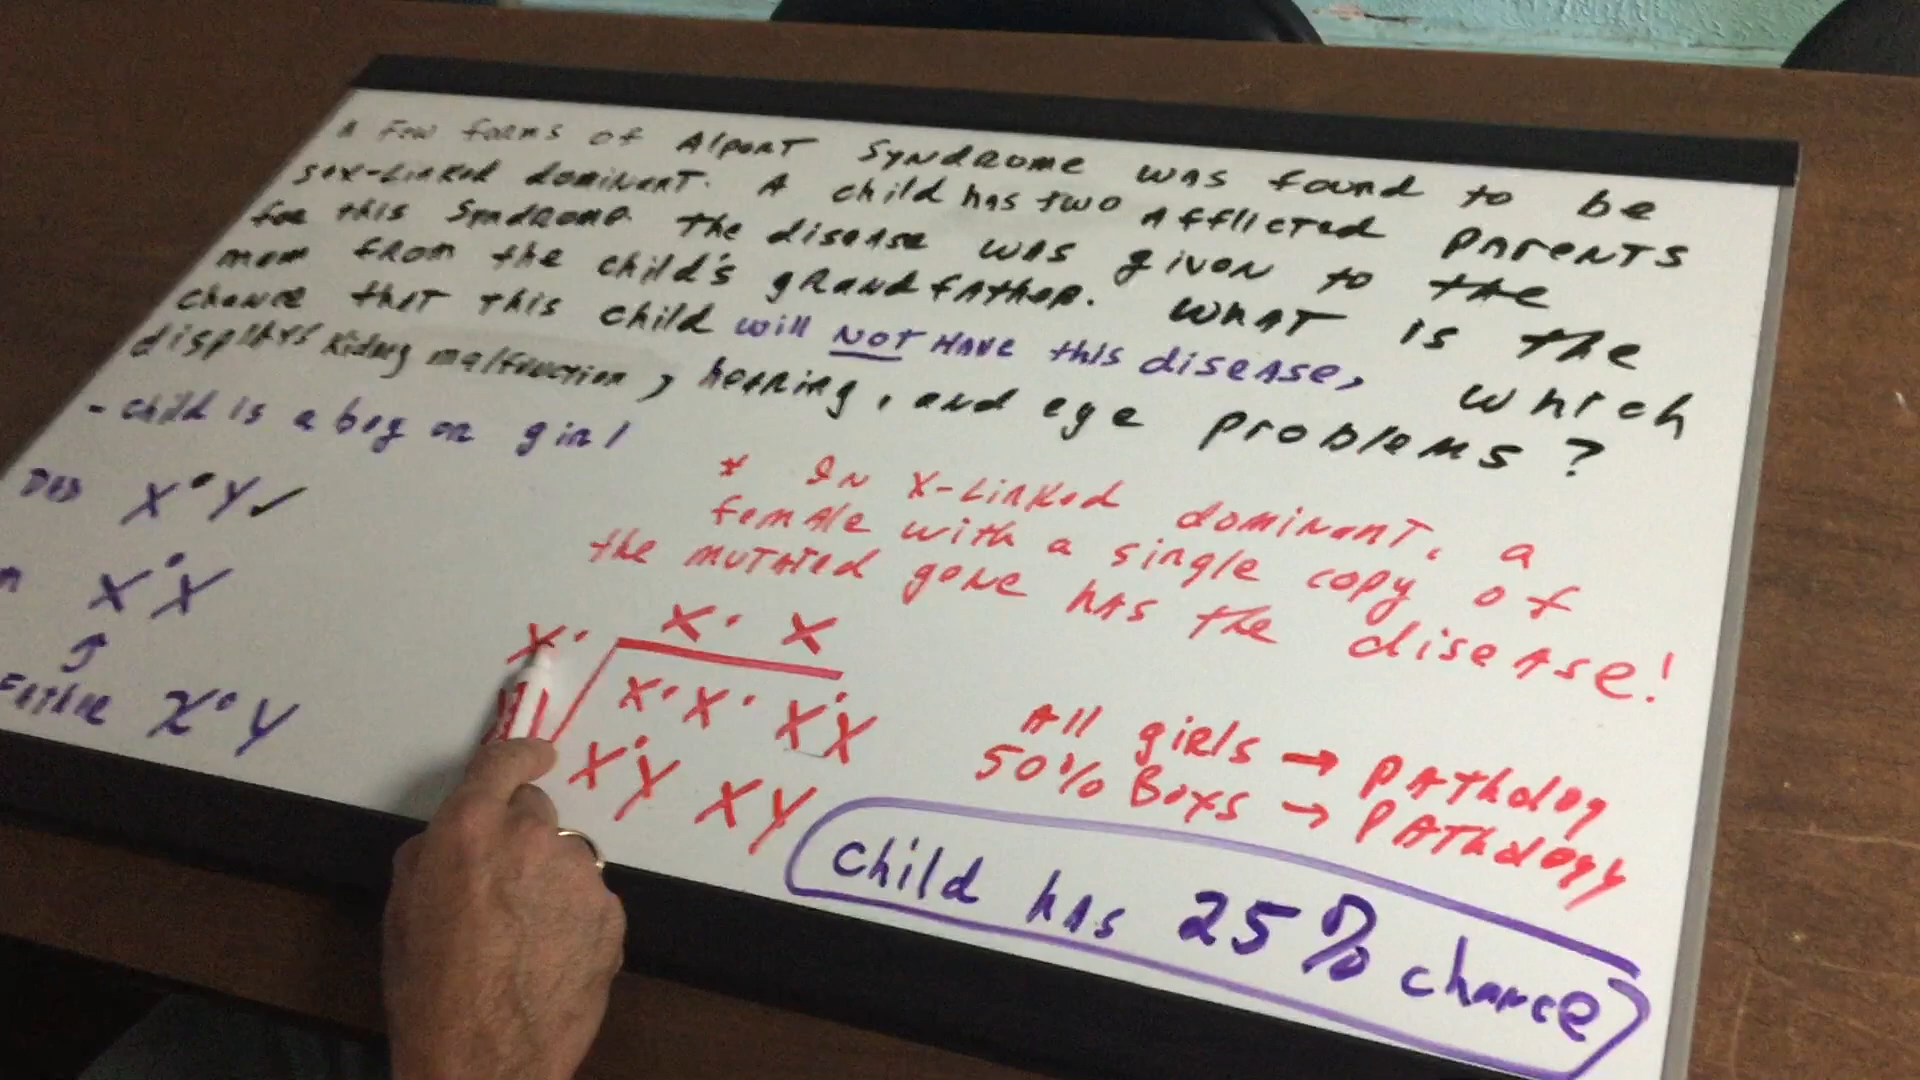 A Few forms of Alport Syndrome was found to be
sex-Linked dominant. A child has two afflicted parents
for this Syndrome. The disease was given to the
mom from the child's grandfather. What is the
chance that this child will NOT Have this disease, which
displays kidney malfunction, hearing, and eye problems?
- child is a boy or girl
* In X-Linked dominant, a
female with a single copy of
the mutated gene has the disease!
DAD X•Y✓
X•X
Father X•Y
X• X
X•
X•X• X•X
X•Y XY
All girls → Patholog
50% Boys → Pathology
child has 25% chance